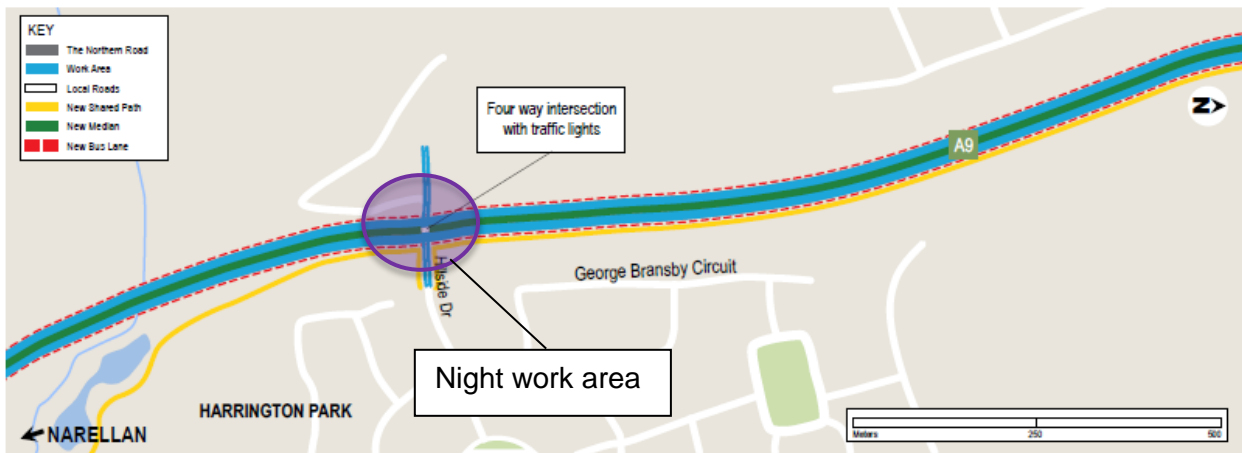 KEY
The Northern Road
Work Area
Local Roads
New Shared Path
New Median
New Bus Lane
Four way intersection
with traffic lights
N
A9
Hillside Dr
George Bransby Circuit
Night work area
HARRINGTON PARK
NARELLAN
Meters
250
500